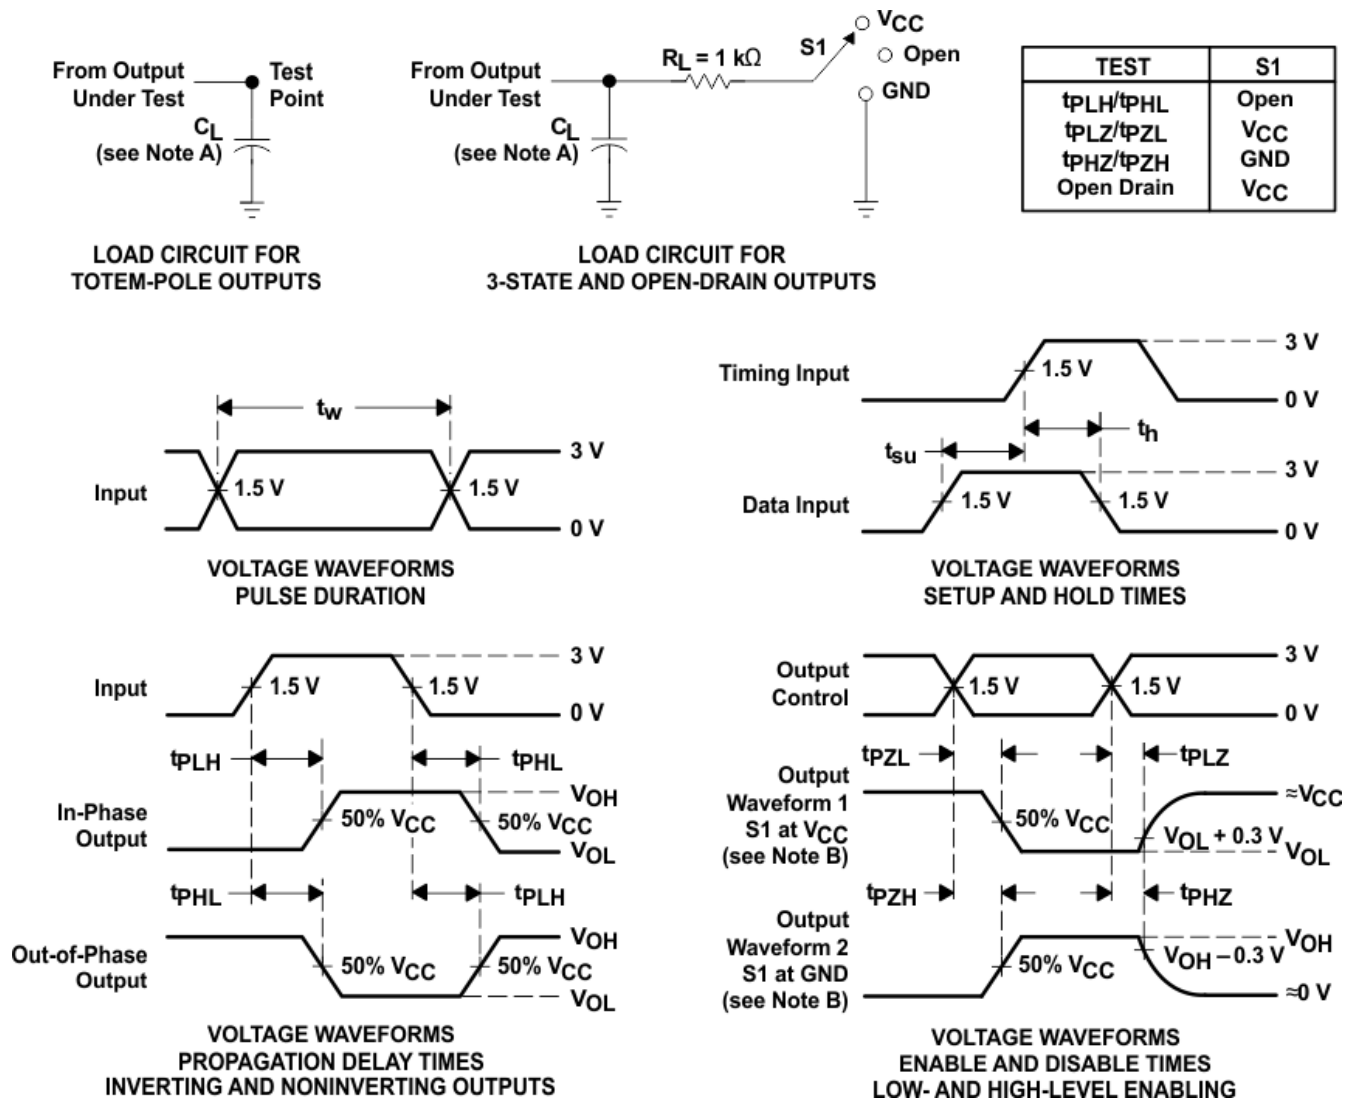 From Output
Under Test
Test
Point
CL
(see Note A)
LOAD CIRCUIT FOR
TOTEM-POLE OUTPUTS
From Output
Under Test
RL = 1 kΩ
S1
VCC
Open
GND
CL
(see Note A)
LOAD CIRCUIT FOR
3-STATE AND OPEN-DRAIN OUTPUTS
TEST S1
tPLH/tPHL Open
tPLZ/tPZL VCC
tPHZ/tPZH GND
Open Drain VCC
tw
3 V
Input
1.5 V
1.5 V
0 V
VOLTAGE WAVEFORMS
PULSE DURATION
3 V
Timing Input
1.5 V
0 V
th
tsu
3 V
Data Input
1.5 V
1.5 V
0 V
VOLTAGE WAVEFORMS
SETUP AND HOLD TIMES
3 V
Input
1.5 V
1.5 V
0 V
tPLH
tPHL
VOH
In-Phase
Output
50% VCC
50% VCC
VOL
tPHL
tPLH
VOH
Out-of-Phase
Output
50% VCC
50% VCC
VOL
VOLTAGE WAVEFORMS
PROPAGATION DELAY TIMES
INVERTING AND NONINVERTING OUTPUTS
3 V
Output
Control
1.5 V
1.5 V
0 V
tPZL
tPLZ
Output
Waveform 1
S1 at VCC
(see Note B)
50% VCC
≈VCC
VOL + 0.3 V
VOL
tPZH
tPHZ
Output
Waveform 2
S1 at GND
(see Note B)
50% VCC
VOH
VOH − 0.3 V
≈0 V
VOLTAGE WAVEFORMS
ENABLE AND DISABLE TIMES
LOW- AND HIGH-LEVEL ENABLING